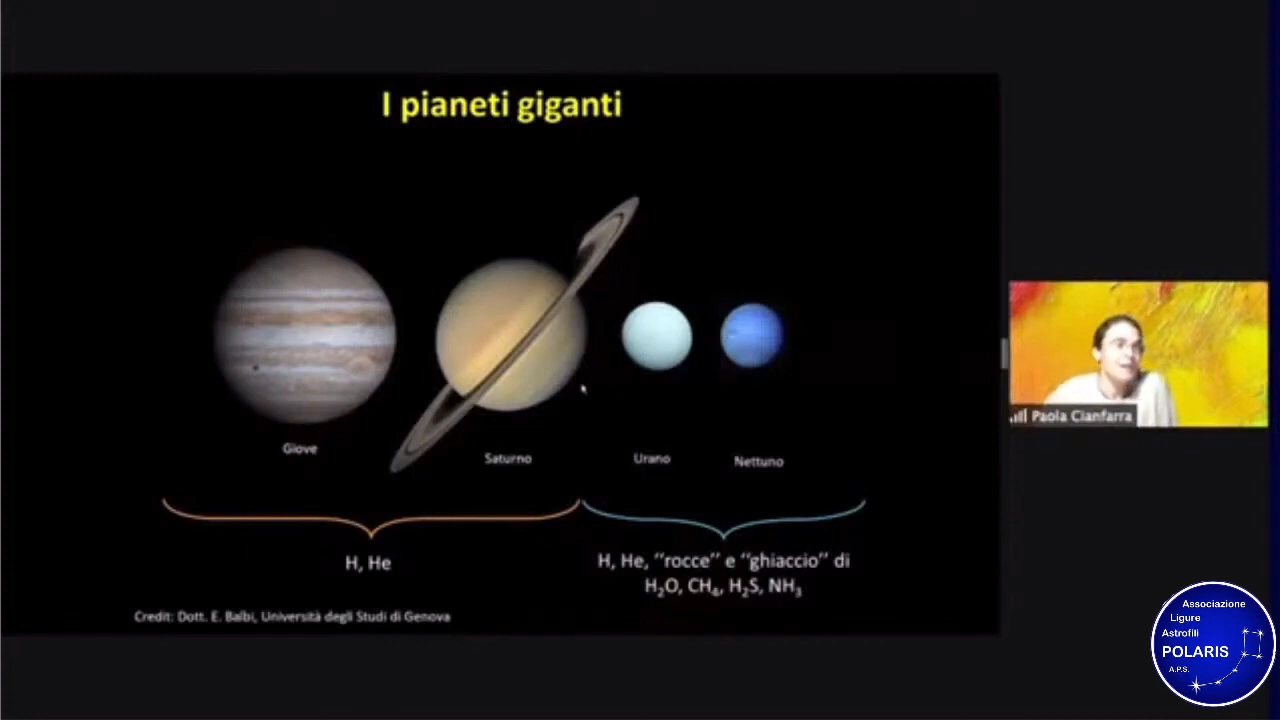 I pianeti giganti
Giove
Saturno
Urano
Nettuno
H, He
H, He, “rocce” e “ghiaccio” di
H₂O, CH₄, H₂S, NH₃
Credit: Dott. E. Balbi, Università degli Studi di Genova
Paola Cianfarra
Associazione
Ligure
Astrofili
POLARIS
A.P.S.